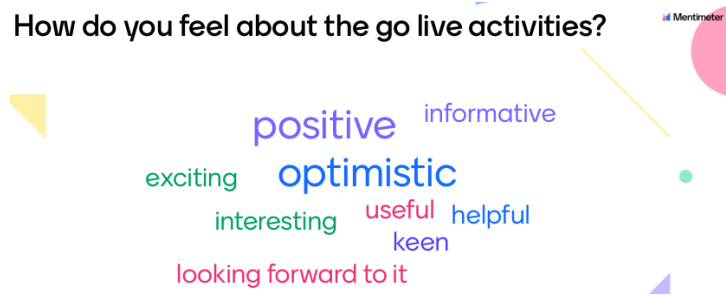 How do you feel about the go live activities?
Mentimeter
informative
positive
optimistic
exciting
useful
helpful
interesting
keen
looking forward to it